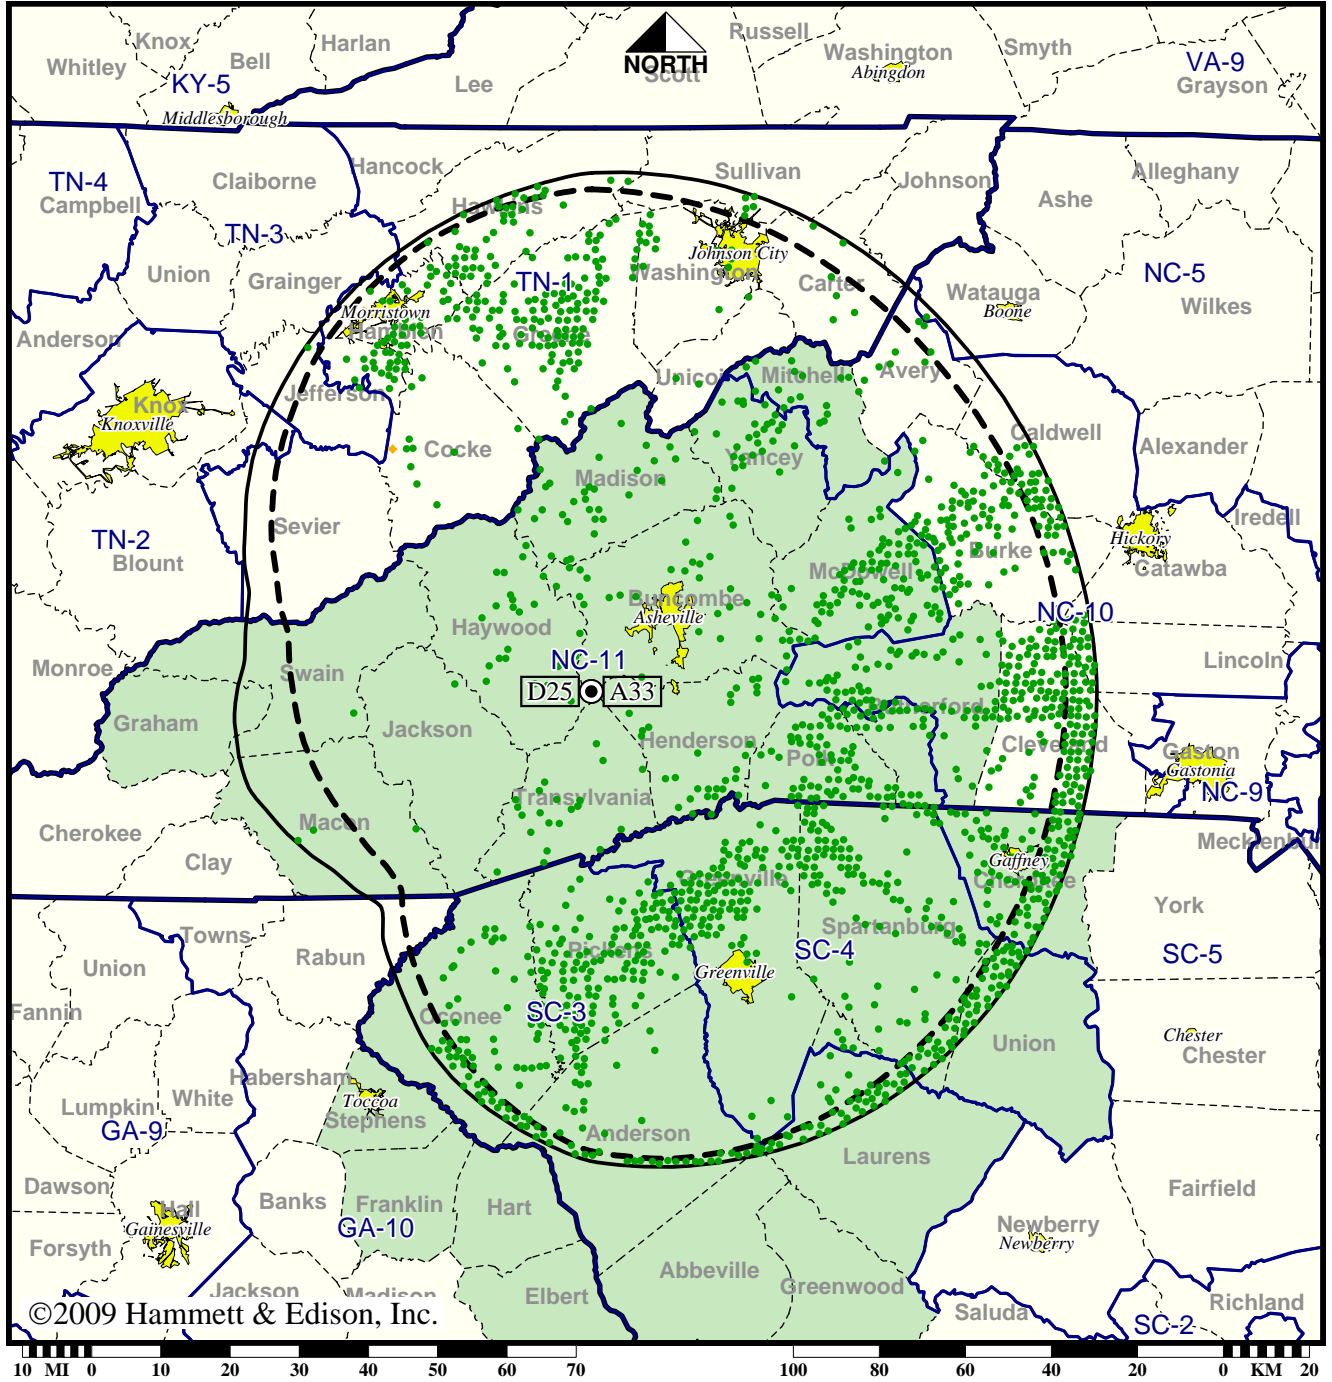 Knox
Harlan
Russell
Whitley
Bell
NORTH
Washington
Smyth
VA-9
KY-5
Lee
Scott
Abingdon
Grayson
Middlesborough
Hancock
Sullivan
Alleghany
TN-4
Claiborne
Johnson
Ashe
Campbell
Hawkins
TN-3
Johnson City
Union
Grainger
TN-1
Washington
Carter
Watauga
NC-5
Boone
Wilkes
Morristown
Anderson
Hamblen
Greene
Jefferson
Unicoi
Mitchell
Avery
Knox
Knoxville
Cocke
Yancey
Caldwell
Alexander
Madison
Sevier
Iredell
TN-2
Hickory
Blount
McDowell
Burke
Catawba
Buncombe
Asheville
NC-10
Haywood
Monroe
Swain
NC-11
Lincoln
D25
A33
Graham
Jackson
Rutherford
Henderson
Polk
Cleveland
Gaston
Gastonia
Transylvania
NC-9
Cherokee
Macon
Mecklenbu
Clay
Gaffney
Greenville
Cherokee
York
Towns
Pickens
Spartanburg
Union
Rabun
SC-4
SC-5
Greenville
Fannin
Oconee
SC-3
Union
Chester
Chester
Habersham
White
Toccoa
Lumpkin
Stephens
GA-9
Anderson
Laurens
Dawson
Banks
Franklin
Hart
Fairfield
Hall
GA-10
Newberry
Gainesville
Newberry
Forsyth
Abbeville
Greenwood
Jackson
Madison
Elbert
Saluda
Richland
©2009 Hammett & Edison, Inc.
SC-2
10 MI 0 10 20 30 40 50 60 70 100 80 60 40 20 0 KM 20